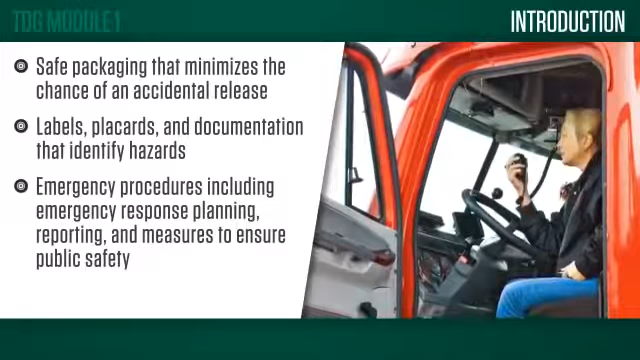 TDG MODULE 1
INTRODUCTION
Safe packaging that minimizes the
chance of an accidental release
Labels, placards, and documentation
that identify hazards
Emergency procedures including
emergency response planning,
reporting, and measures to ensure
public safety